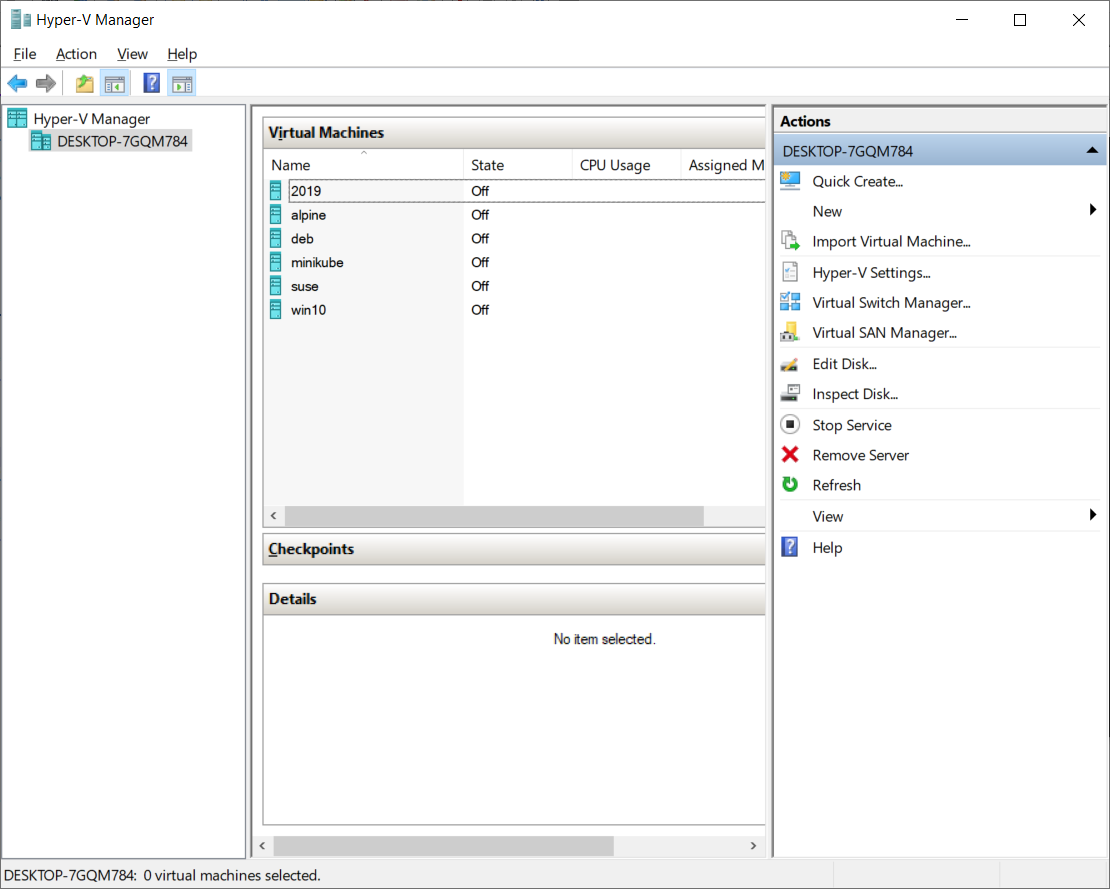 Hyper-V Manager
File Action View Help
Hyper-V Manager
DESKTOP-7GQM784
Virtual Machines
Name State CPU Usage Assigned M
2019 Off
alpine Off
deb Off
minikube Off
suse Off
win10 Off
Checkpoints
Details
No item selected.
Actions
DESKTOP-7GQM784
Quick Create...
New
Import Virtual Machine...
Hyper-V Settings...
Virtual Switch Manager...
Virtual SAN Manager...
Edit Disk...
Inspect Disk...
Stop Service
Remove Server
Refresh
View
Help
DESKTOP-7GQM784: 0 virtual machines selected.